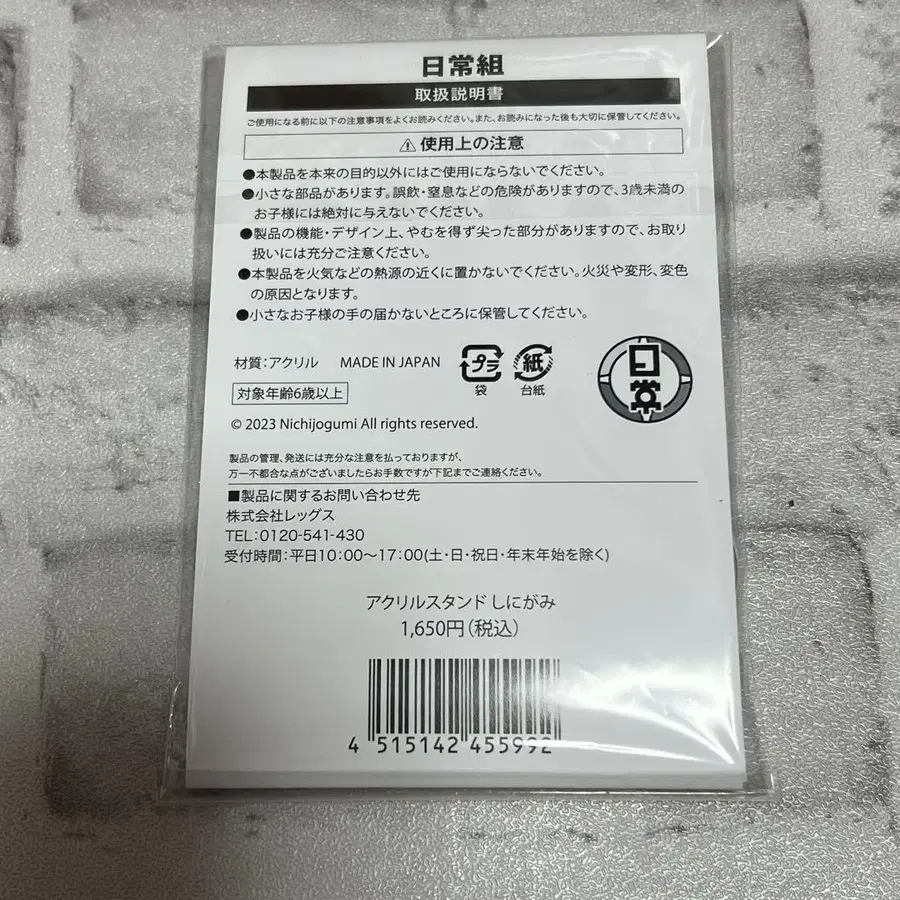 日常組
取扱説明書
ご使用になる前に以下の注意事項をよくお読みください。また、お読みになった後も大切に保管してください。
⚠使用上の注意
●本製品を本来の目的以外にはご使用にならないでください。
●小さな部品があります。誤飲・窒息などの危険がありますので、3歳未満の
お子様には絶対に与えないでください。
●製品の機能・デザイン上、やむを得ず尖った部分がありますので、お取り
扱いには充分ご注意ください。
●本製品を火気などの熱源の近くに置かないでください。火災や変形、変色
の原因となります。
●小さなお子様の手の届かないところに保管してください。
材質:アクリル MADE IN JAPAN
プラ
袋
紙
台紙
日常
対象年齢6歳以上
© 2023 Nichijogumi All rights reserved.
製品の管理、発送には充分な注意を払っておりますが、
万一不都合な点がございましたらお手数ですが下記までご連絡ください。
■製品に関するお問い合わせ先
株式会社レッグス
TEL:0120-541-430
受付時間:平日10:00〜17:00(土・日・祝日・年末年始を除く)
アクリルスタンド しにがみ
1,650円(税込)
4 515142 455992